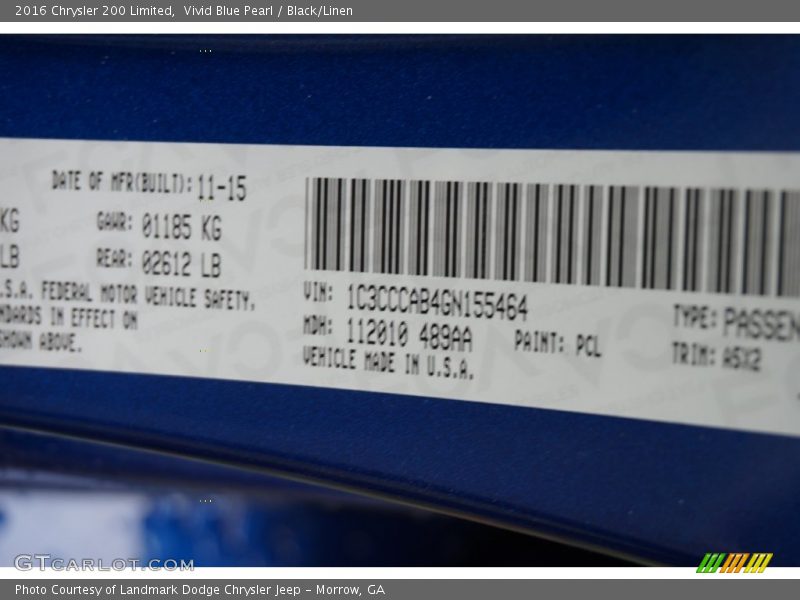 2016 Chrysler 200 Limited,  Vivid Blue Pearl / Black/Linen
DATE OF MFR(BUILT): 11-15
KG GAWR: 01185 KG
LB REAR: 02612 LB
.S.A. FEDERAL MOTOR VEHICLE SAFETY.
NDARDS IN EFFECT ON
SHOWN ABOVE.
VIN: 1C3CCCAB4GN155464
MDH: 112010 489AA
PAINT: PCL
VEHICLE MADE IN U.S.A.
TYPE: PASSEN
TRIM: A5X2
GTCARLOT.COM
Photo Courtesy of Landmark Dodge Chrysler Jeep – Morrow, GA